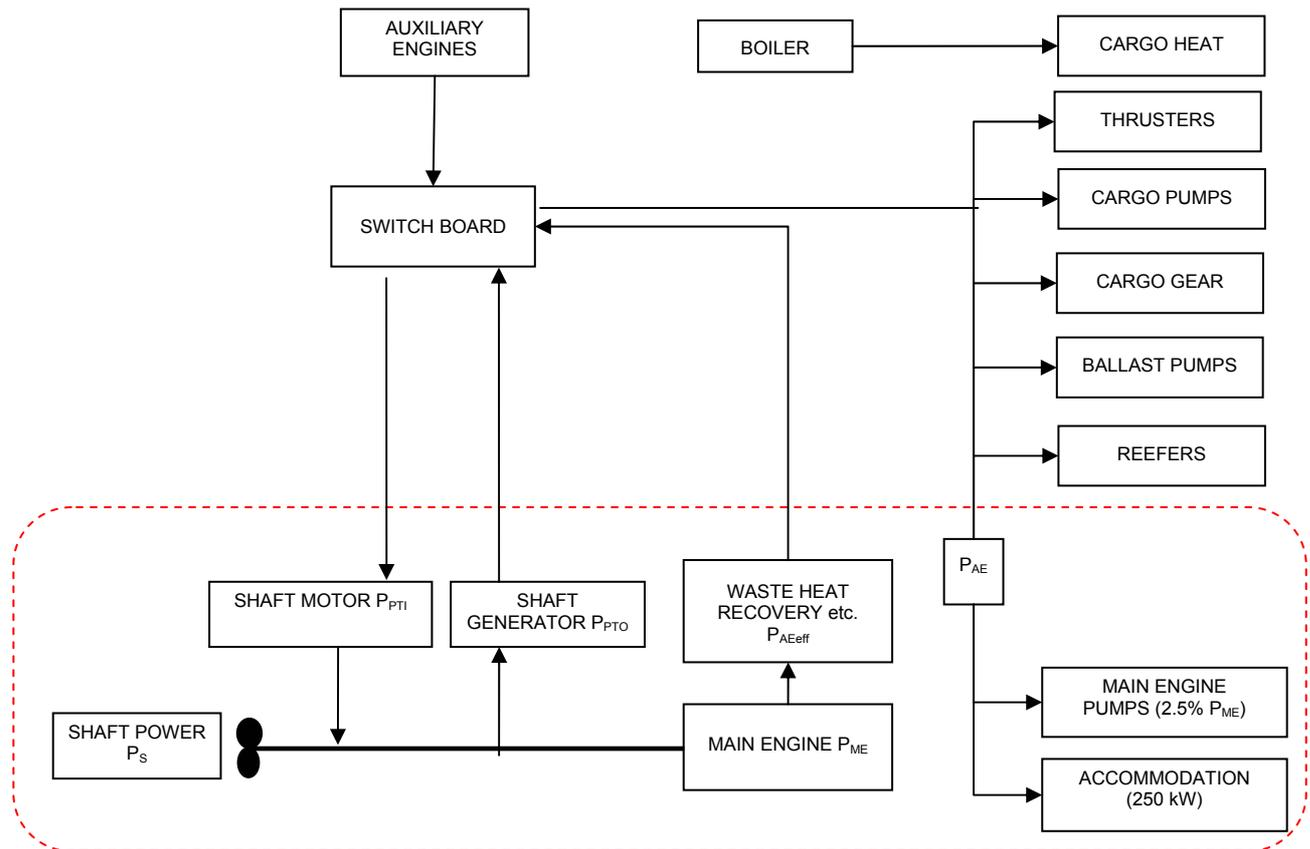 AUXILIARY
ENGINES
BOILER
CARGO HEAT
THRUSTERS
SWITCH BOARD
CARGO PUMPS
CARGO GEAR
BALLAST PUMPS
REEFERS
P_AE
SHAFT MOTOR P_PTI
SHAFT
GENERATOR P_PTO
WASTE HEAT
RECOVERY etc.
P_AEeff
MAIN ENGINE
PUMPS (2.5% P_ME)
SHAFT POWER
P_S
MAIN ENGINE P_ME
ACCOMMODATION
(250 kW)